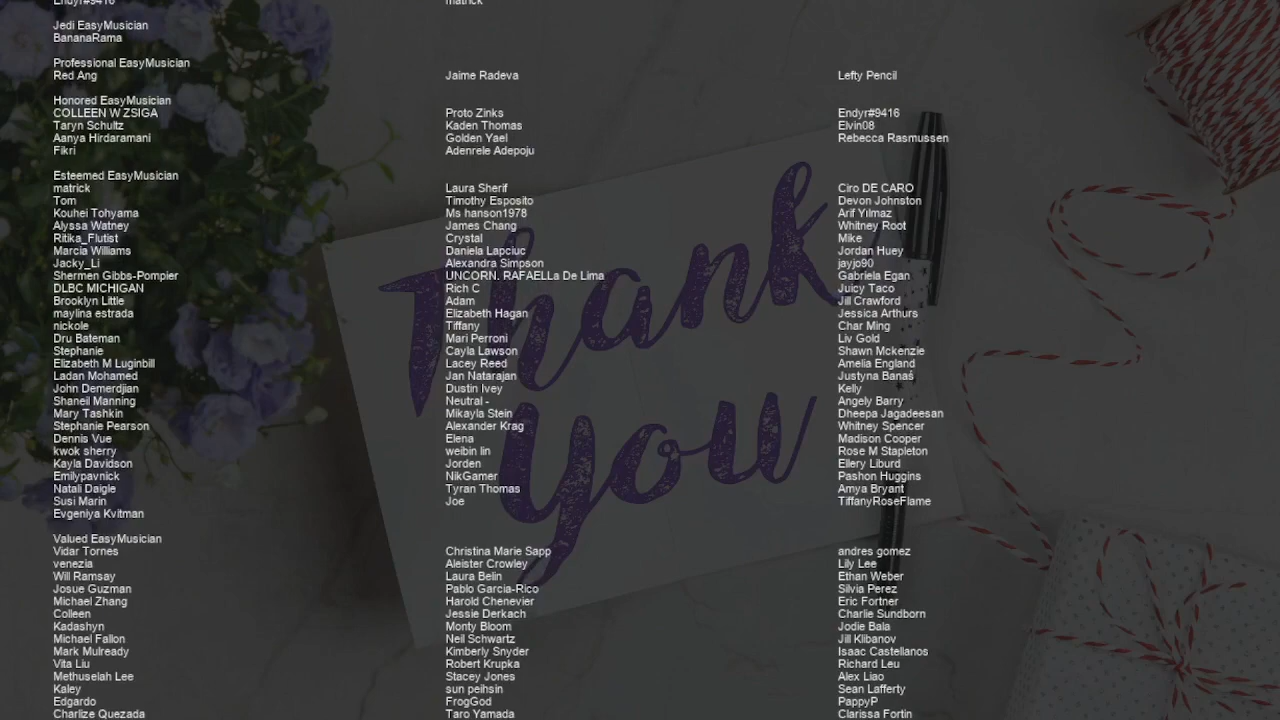 Endyr#9416 matrick
Jedi EasyMusician
BananaRama
Professional EasyMusician
Red Ang Jaime Radeva Lefty Pencil
Honored EasyMusician
COLLEEN W ZSIGA Proto Zinks Endyr#9416
Taryn Schultz Kaden Thomas Elvin08
Aanya Hirdaramani Golden Yael Rebecca Rasmussen
Fikri Adenrele Adepoju
Esteemed EasyMusician
matrick Laura Sherif Ciro DE CARO
Tom Timothy Esposito Devon Johnston
Kouhei Tohyama Ms hanson1978 Arif Yılmaz
Alyssa Watney James Chang Whitney Root
Ritika_Flutist Crystal Mike
Marcia Williams Daniela Lapciuc Jordan Huey
Jacky_Li Alexandra Simpson jayjo90
Shermen Gibbs-Pompier UNCORN. RAFAELLa De Lima Gabriela Egan
DLBC MICHIGAN Rich C Juicy Taco
Brooklyn Little Adam Jill Crawford
maylina estrada Elizabeth Hagan Jessica Arthurs
nickole Tiffany Char Ming
Dru Bateman Mari Perroni Liv Gold
Stephanie Cayla Lawson Shawn Mckenzie
Elizabeth M Luginbill Lacey Reed Amelia England
Ladan Mohamed Jan Natarajan Justyna Banaś
John Demerdjian Dustin Ivey Kelly
Shaneil Manning Neutral - Angely Barry
Mary Tashkin Mikayla Stein Dheepa Jagadeesan
Stephanie Pearson Alexander Krag Whitney Spencer
Dennis Vue Elena Madison Cooper
kwok sherry weibin lin Rose M Stapleton
Kayla Davidson Jorden Ellery Liburd
Emilypavnick NikGamer Pashon Huggins
Natali Daigle Tyran Thomas Amya Bryant
Susi Marin Joe TiffanyRoseFlame
Evgeniya Kvitman
Valued EasyMusician
Vidar Tornes Christina Marie Sapp andres gomez
venezia Aleister Crowley Lily Lee
Will Ramsay Laura Belin Ethan Weber
Josue Guzman Pablo Garcia-Rico Silvia Perez
Michael Zhang Harold Chenevier Eric Fortner
Colleen Jessie Derkach Charlie Sundborn
Kadashyn Monty Bloom Jodie Bala
Michael Fallon Neil Schwartz Jill Klibanov
Mark Mulready Kimberly Snyder Isaac Castellanos
Vita Liu Robert Krupka Richard Leu
Methuselah Lee Stacey Jones Alex Liao
Kaley sun peihsin Sean Lafferty
Edgardo FrogGod PappyP
Charlize Quezada Taro Yamada Clarissa Fortin
Thank
you